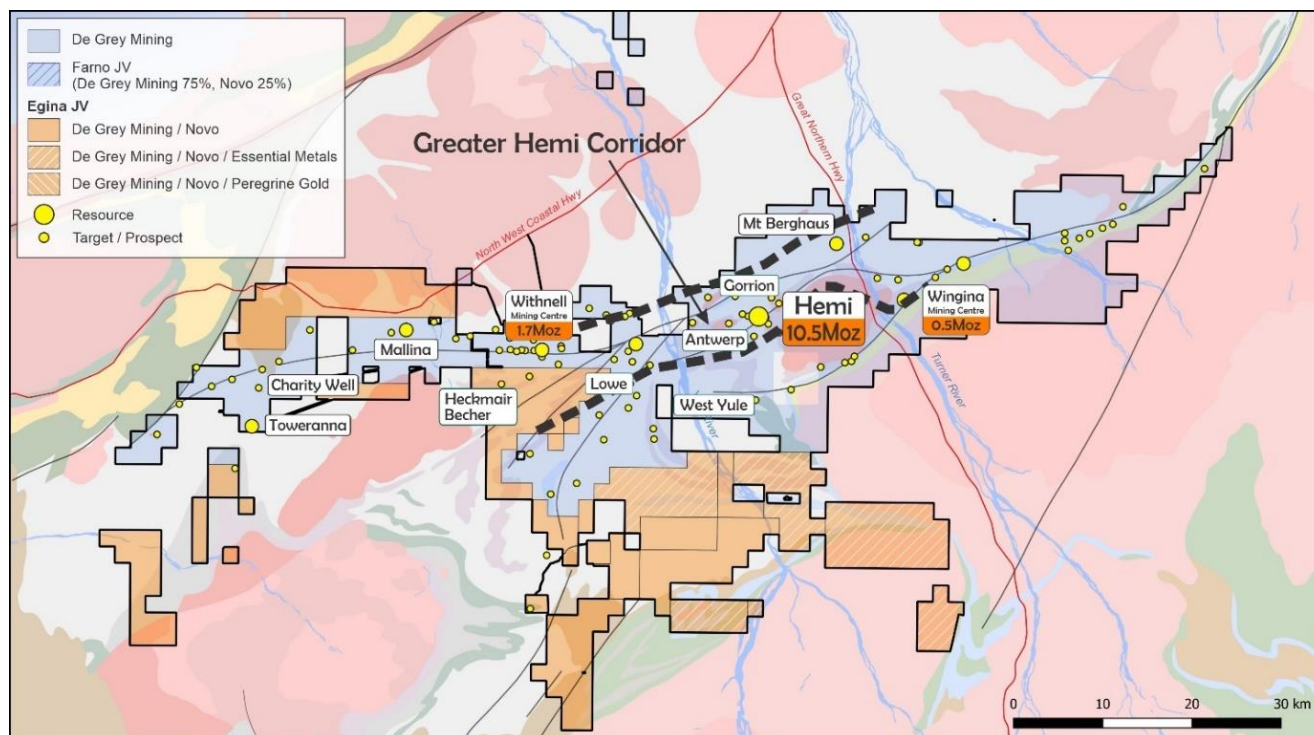 De Grey Mining
Farno JV
(De Grey Mining 75%, Novo 25%)
Egina JV
De Grey Mining / Novo
De Grey Mining / Novo / Essential Metals
De Grey Mining / Novo / Peregrine Gold
Resource
Target / Prospect
Greater Hemi Corridor
North West Coastal Hwy
Great Northern Hwy
Mt Berghaus
Gorrion
Withnell
Mining Centre
1.7Moz
Hemi
10.5Moz
Wingina
Mining Centre
0.5Moz
Antwerp
Mallina
Charity Well
Toweranna
Heckmair
Becher
Lowe
West Yule
River
Turner River
0 10 20 30 km